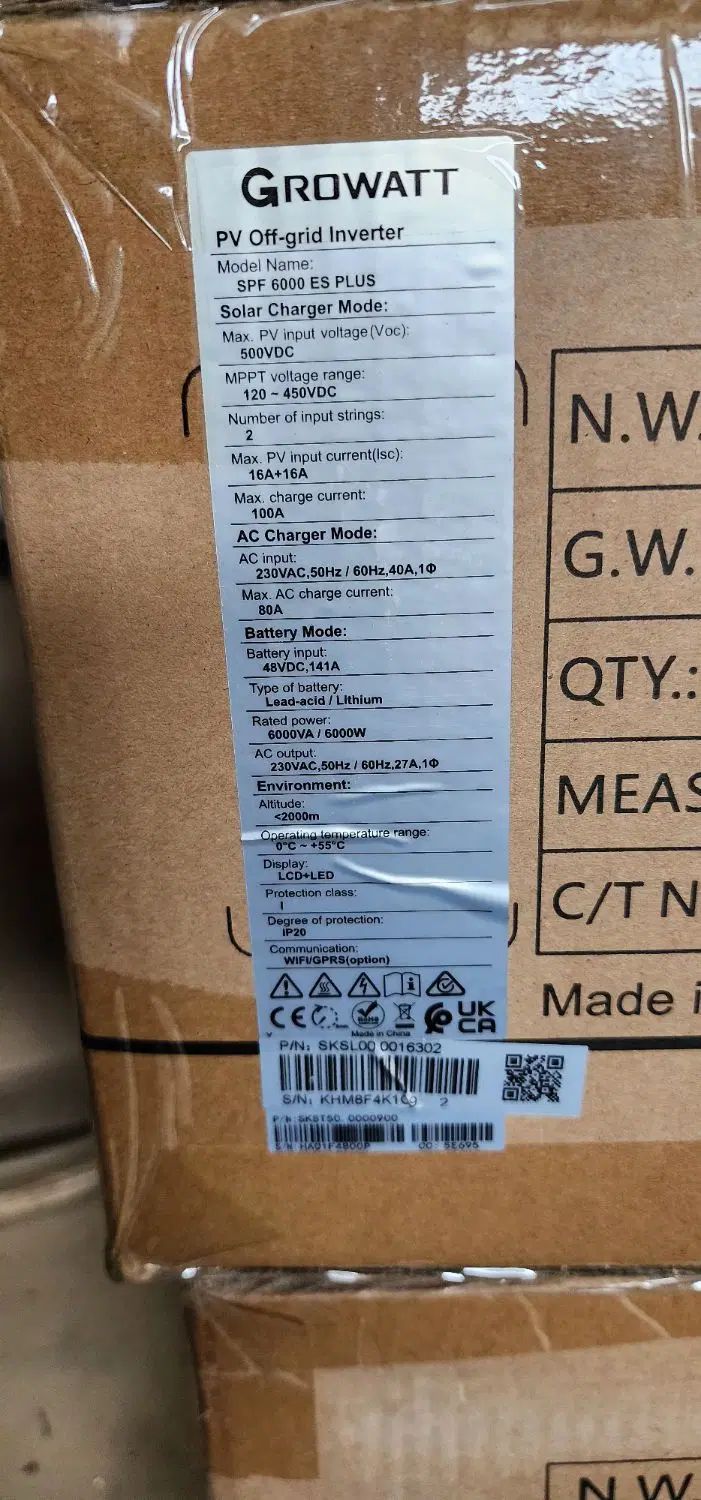 GROWATT
PV Off-grid Inverter
Model Name:
SPF 6000 ES PLUS
Solar Charger Mode:
Max. PV input voltage(Voc):
500VDC
MPPT voltage range:
120 ~ 450VDC
Number of input strings:
2
Max. PV input current(Isc):
16A+16A
Max. charge current:
100A
AC Charger Mode:
AC input:
230VAC,50Hz / 60Hz,40A,1Φ
Max. AC charge current:
80A
Battery Mode:
Battery input:
48VDC,141A
Type of battery:
Lead-acid / Lithium
Rated power:
6000VA / 6000W
AC output:
230VAC,50Hz / 60Hz,27A,1Φ
Environment:
Altitude:
<2000m
Operating temperature range:
0°C ~ +55°C
Display:
LCD+LED
Protection class:
I
Degree of protection:
IP20
Communication:
WIFI/GPRS(option)
CE RoHS UK
CA
Made in China
P/N: SKSL00 0016302
S/N:
P/N:
S/N:
N.W.
G.W.
QTY.:
MEAS
C/T N
Made i
N.W.